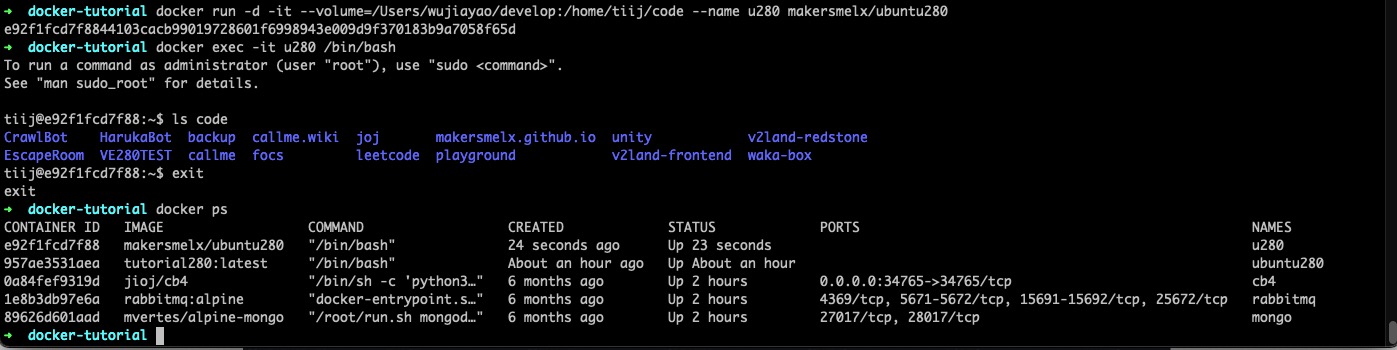 ➜  docker-tutorial docker run -d -it --volume=/Users/wujiayao/develop:/home/tiij/code --name u280 makersmelx/ubuntu280
e92f1fcd7f8844103cacb99019728601f6998943e009d9f370183b9a7058f65d
➜  docker-tutorial docker exec -it u280 /bin/bash
To run a command as administrator (user "root"), use "sudo <command>".
See "man sudo_root" for details.
tiij@e92f1fcd7f88:~$ ls code
CrawlBot    HarukaBot  backup  callme.wiki  joj       makersmelx.github.io  unity            v2land-redstone
EscapeRoom  VE280TEST  callme  focs         leetcode  playground            v2land-frontend  waka-box
tiij@e92f1fcd7f88:~$ exit
exit
➜  docker-tutorial docker ps
CONTAINER ID   IMAGE                 COMMAND                  CREATED             STATUS             PORTS                                                 NAMES
e92f1fcd7f88   makersmelx/ubuntu280  "/bin/bash"              24 seconds ago      Up 23 seconds                                                            u280
957ae3531aea   tutorial280:latest    "/bin/bash"              About an hour ago   Up About an hour                                                         ubuntu280
0a84fef9319d   jioj/cb4              "/bin/sh -c 'python3…"   6 months ago        Up 2 hours         0.0.0.0:34765->34765/tcp                              cb4
1e8b3db97e6a   rabbitmq:alpine       "docker-entrypoint.s…"   6 months ago        Up 2 hours         4369/tcp, 5671-5672/tcp, 15691-15692/tcp, 25672/tcp   rabbitmq
89626d601aad   mvertes/alpine-mongo  "/root/run.sh mongod…"   6 months ago        Up 2 hours         27017/tcp, 28017/tcp                                  mongo
➜  docker-tutorial